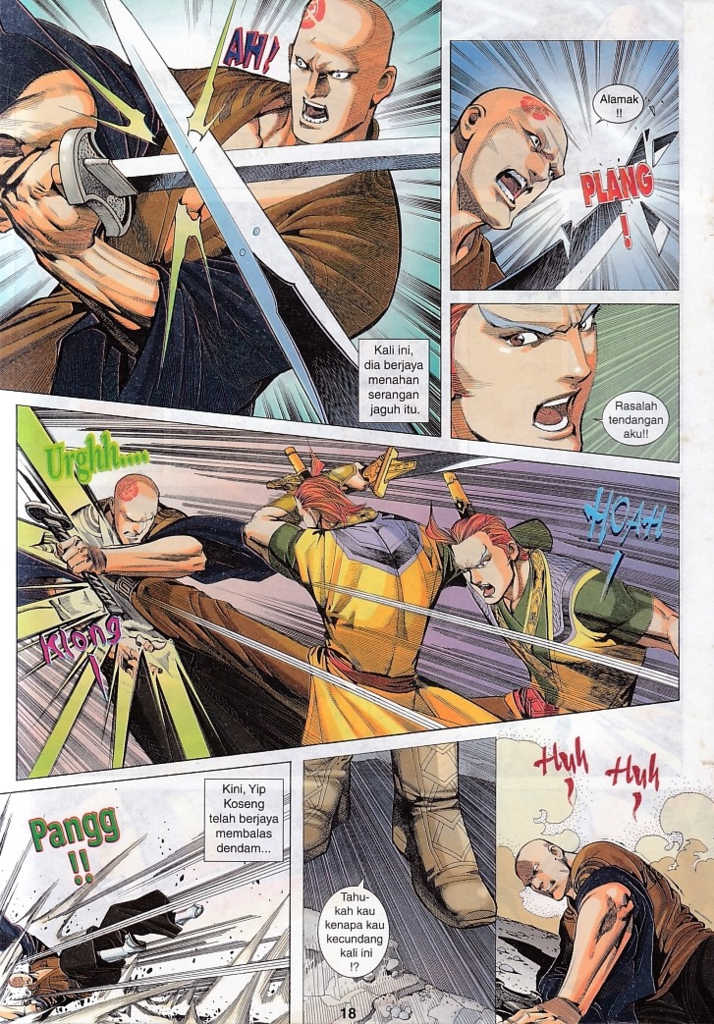 AH!
Kali ini,
dia berjaya
menahan
serangan
jaguh itu.
Alamak
!!
PLANG
!
Rasalah
tendangan
aku!!
Urghh....
HOAH
!
Klong
!
Pangg
!!
Kini, Yip
Koseng
telah berjaya
membalas
dendam...
Tahu-
kah kau
kenapa kau
kecundang
kali ini
!?
Huh
,
Huh
,
18